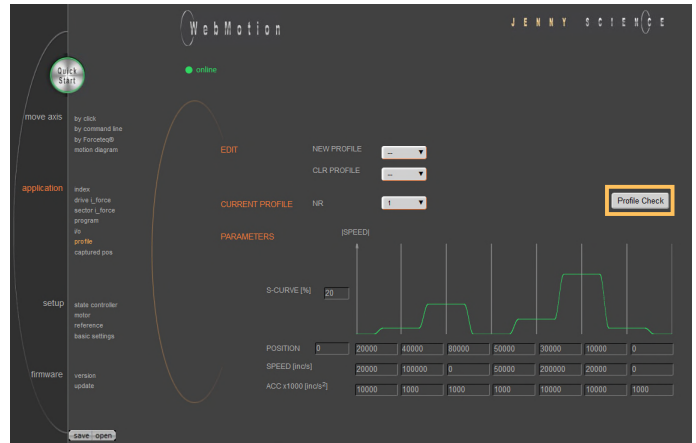 WebMotion
JENNY SCIENCE
Quick Start
online
move axis
by click
by command line
by Forceteq®
motion diagram
EDIT
NEW PROFILE
--
CLR PROFILE
--
application
index
drive i_force
sector i_force
program
i/o
profile
captured pos
CURRENT PROFILE NR 1
Profile Check
PARAMETERS
|SPEED|
S-CURVE [%] 20
setup
state controller
motor
reference
basic settings
POSITION 0 20000 40000 80000 50000 30000 10000 0
SPEED [inc/s] 20000 100000 0 50000 200000 20000 0
ACC x1000 [inc/s²] 10000 1000 1000 1000 10000 10000 1000
firmware
version
update
save open